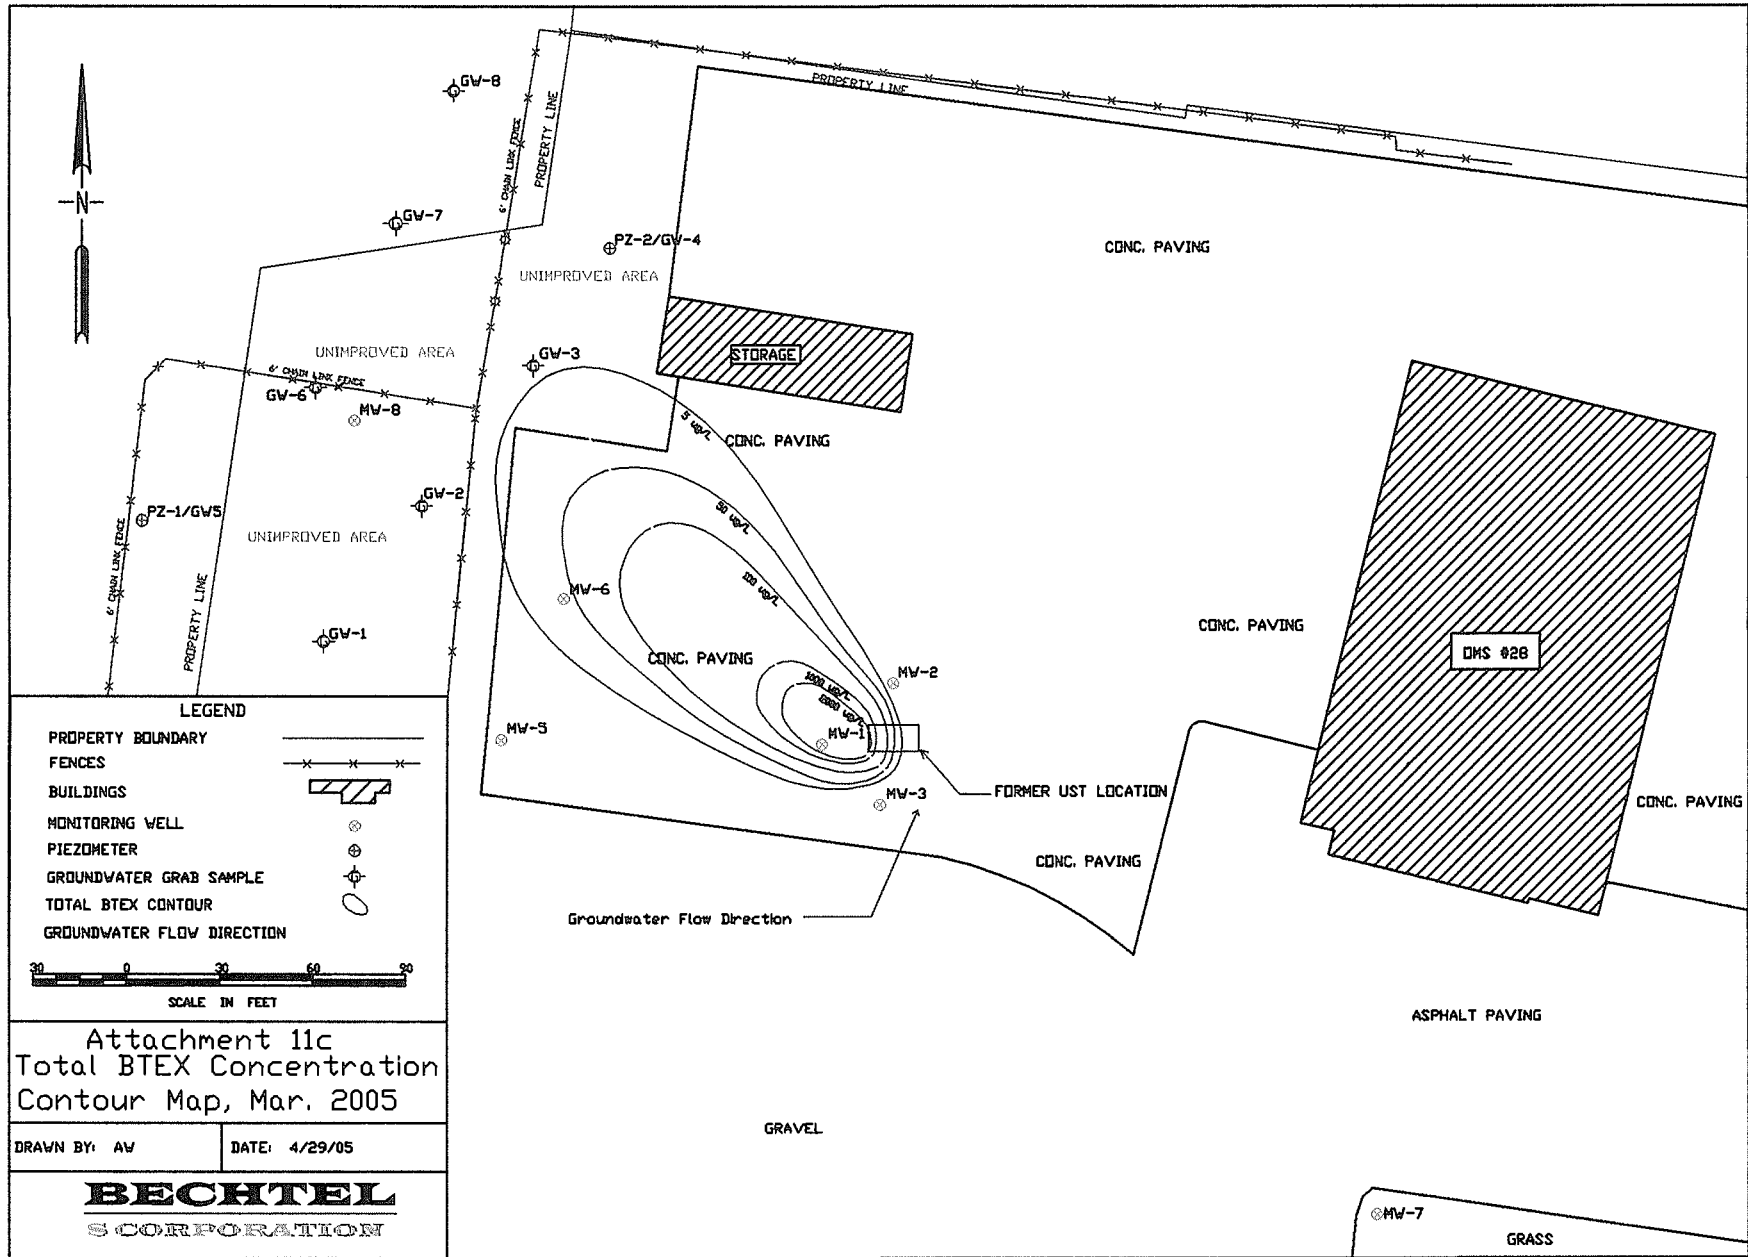 GW-8
PROPERTY LINE
6' CHAIN LINK FENCE
PROPERTY LINE
N
GW-7
PZ-2/GW-4
CONC. PAVING
UNIMPROVED AREA
UNIMPROVED AREA
STORAGE
GW-3
6' CHAIN LINK FENCE
GW-6
MW-8
5 ug/L
CONC. PAVING
GW-2
PZ-1/GW5
50 ug/L
UNIMPROVED AREA
6' CHAIN LINK FENCE
100 ug/L
MW-6
PROPERTY LINE
GW-1
CONC. PAVING
CONC. PAVING
OMS #28
MW-2
1000 ug/L
MW-5
MW-1
MW-3
FORMER UST LOCATION
CONC. PAVING
CONC. PAVING
Groundwater Flow Direction
ASPHALT PAVING
GRAVEL
MW-7
GRASS
LEGEND
PROPERTY BOUNDARY
FENCES
BUILDINGS
MONITORING WELL
PIEZOMETER
GROUNDWATER GRAB SAMPLE
TOTAL BTEX CONTOUR
GROUNDWATER FLOW DIRECTION
30 0 30 60 90
SCALE IN FEET
Attachment 11c
Total BTEX Concentration
Contour Map, Mar. 2005
DRAWN BY: AW
DATE: 4/29/05
BECHTEL
S CORPORATION